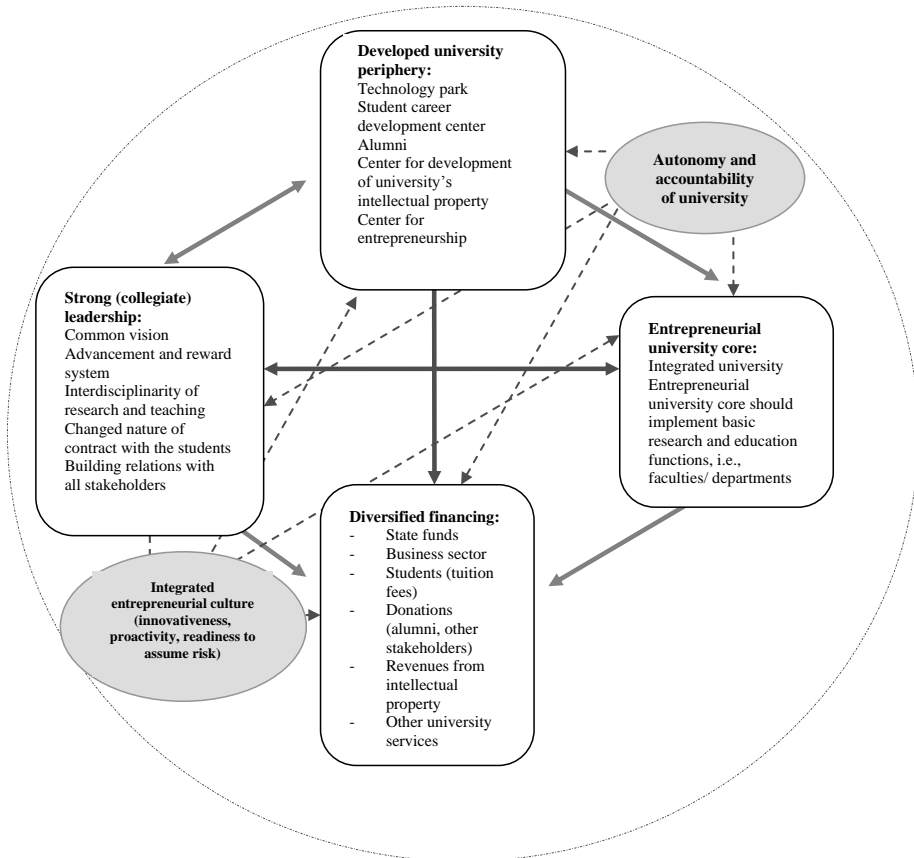 Developed university
periphery:
Technology park
Student career
development center
Alumni
Center for development
of university’s
intellectual property
Center for
entrepreneurship
Autonomy and
accountability
of university
Strong (collegiate)
leadership:
Common vision
Advancement and reward
system
Interdisciplinarity of
research and teaching
Changed nature of
contract with the students
Building relations with
all stakeholders
Entrepreneurial
university core:
Integrated university
Entrepreneurial
university core should
implement basic
research and education
functions, i.e.,
faculties/ departments
Diversified financing:
- State funds
- Business sector
- Students (tuition
fees)
- Donations
(alumni, other
stakeholders)
- Revenues from
intellectual
property
- Other university
services
Integrated
entrepreneurial culture
(innovativeness,
proactivity, readiness to
assume risk)